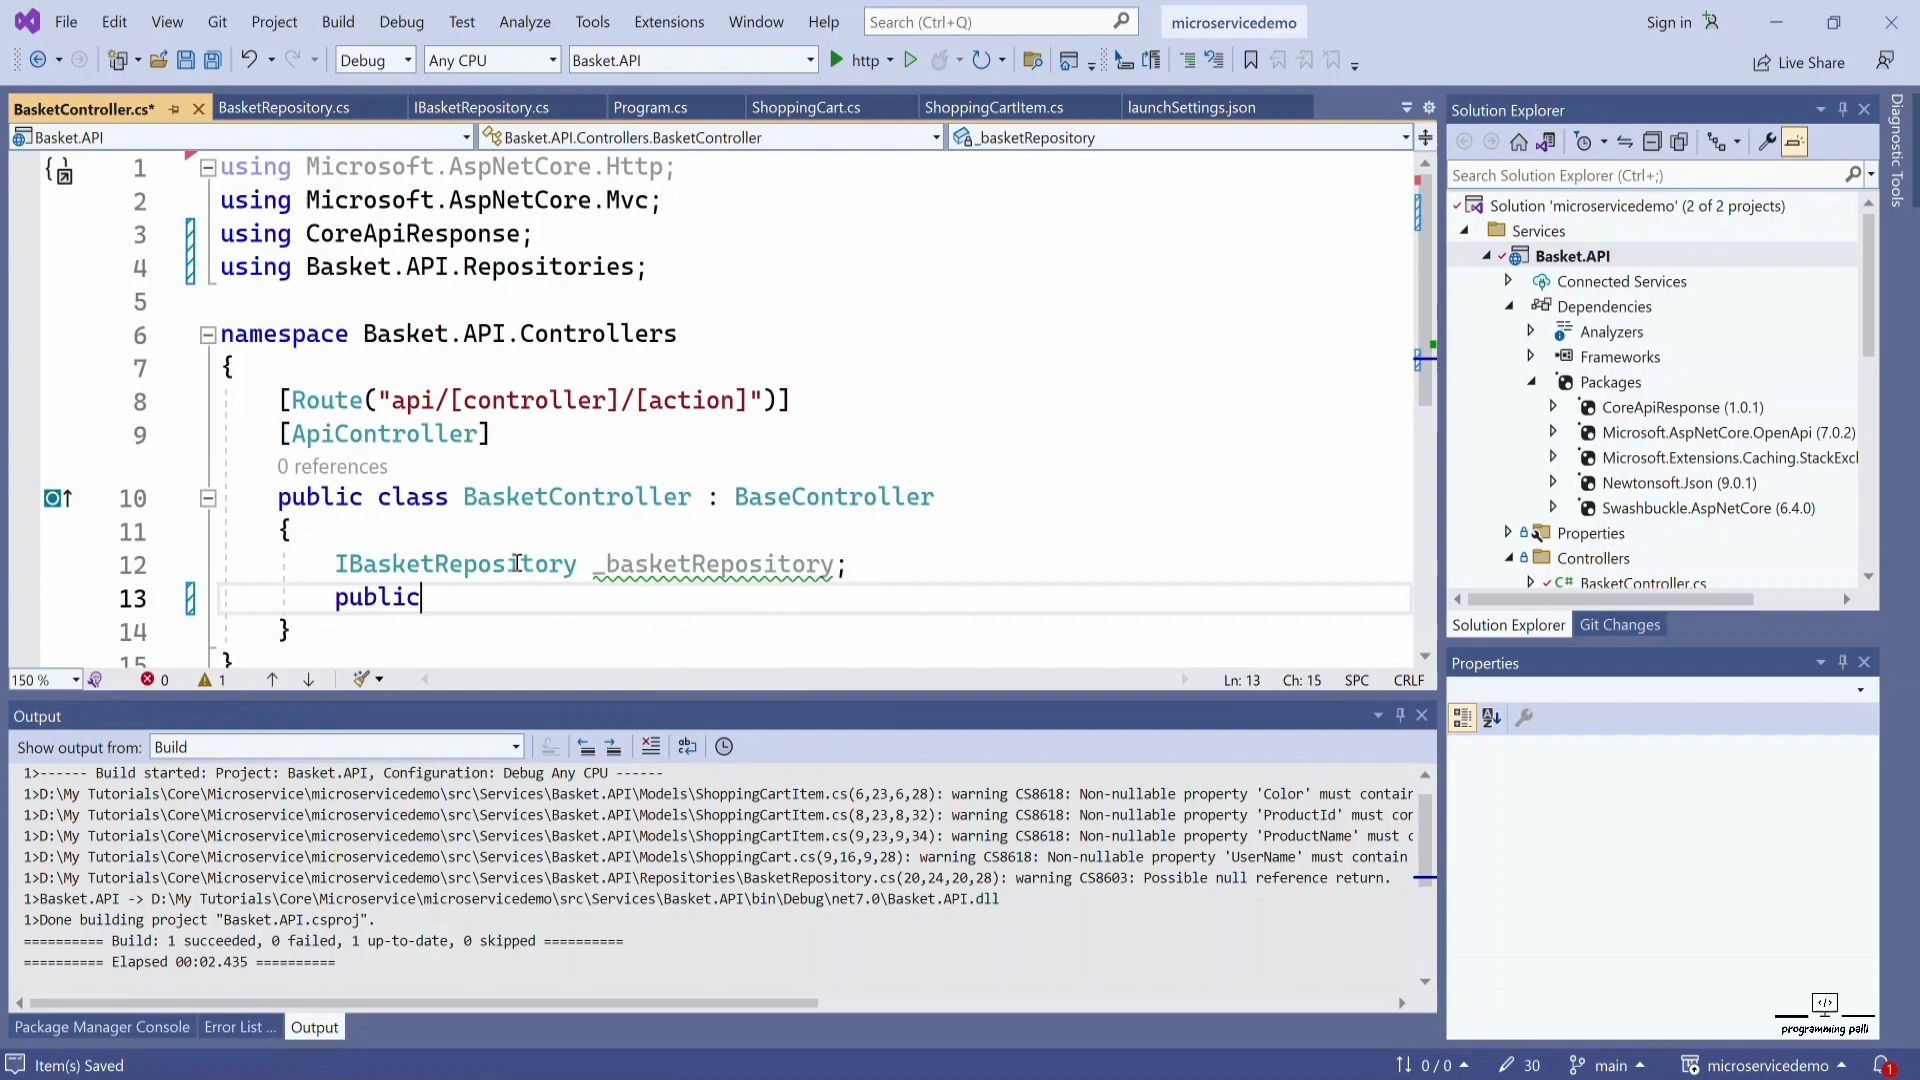 File Edit View Git Project Build Debug Test Analyze Tools Extensions Window Help Search (Ctrl+Q) microservicedemo Sign in
Debug Any CPU Basket.API http Live Share
BasketController.cs* BasketRepository.cs IBasketRepository.cs Program.cs ShoppingCart.cs ShoppingCartItem.cs launchSettings.json
Basket.API Basket.API.Controllers.BasketController _basketRepository
1 using Microsoft.AspNetCore.Http;
2 using Microsoft.AspNetCore.Mvc;
3 using CoreApiResponse;
4 using Basket.API.Repositories;
5
6 namespace Basket.API.Controllers
7 {
8 [Route("api/[controller]/[action]")]
9 [ApiController]
0 references
10 public class BasketController : BaseController
11 {
12 IBasketRepository _basketRepository;
13 public
14 }
15 }
150 % 0 1 Ln: 13 Ch: 15 SPC CRLF
Output
Show output from: Build
1>------ Build started: Project: Basket.API, Configuration: Debug Any CPU ------
1>D:\My Tutorials\Core\Microservice\microservicedemo\src\Services\Basket.API\Models\ShoppingCartItem.cs(6,23,6,28): warning CS8618: Non-nullable property 'Color' must contain
1>D:\My Tutorials\Core\Microservice\microservicedemo\src\Services\Basket.API\Models\ShoppingCartItem.cs(8,23,8,32): warning CS8618: Non-nullable property 'ProductId' must con
1>D:\My Tutorials\Core\Microservice\microservicedemo\src\Services\Basket.API\Models\ShoppingCartItem.cs(9,23,9,34): warning CS8618: Non-nullable property 'ProductName' must c
1>D:\My Tutorials\Core\Microservice\microservicedemo\src\Services\Basket.API\Models\ShoppingCart.cs(9,16,9,28): warning CS8618: Non-nullable property 'UserName' must contain
1>D:\My Tutorials\Core\Microservice\microservicedemo\src\Services\Basket.API\Repositories\BasketRepository.cs(20,24,20,28): warning CS8603: Possible null reference return.
1>Basket.API -> D:\My Tutorials\Core\Microservice\microservicedemo\src\Services\Basket.API\bin\Debug\net7.0\Basket.API.dll
1>Done building project "Basket.API.csproj".
========== Build: 1 succeeded, 0 failed, 1 up-to-date, 0 skipped ==========
========== Elapsed 00:02.435 ==========
Package Manager Console Error List ... Output
Solution Explorer
Search Solution Explorer (Ctrl+;)
Solution 'microservicedemo' (2 of 2 projects)
Services
Basket.API
Connected Services
Dependencies
Analyzers
Frameworks
Packages
CoreApiResponse (1.0.1)
Microsoft.AspNetCore.OpenApi (7.0.2)
Microsoft.Extensions.Caching.StackExcl
Newtonsoft.Json (9.0.1)
Swashbuckle.AspNetCore (6.4.0)
Properties
Controllers
BasketController.cs
Solution Explorer Git Changes
Properties
Diagnostic Tools
programming palli
Item(s) Saved 0 / 0 30 main microservicedemo 1